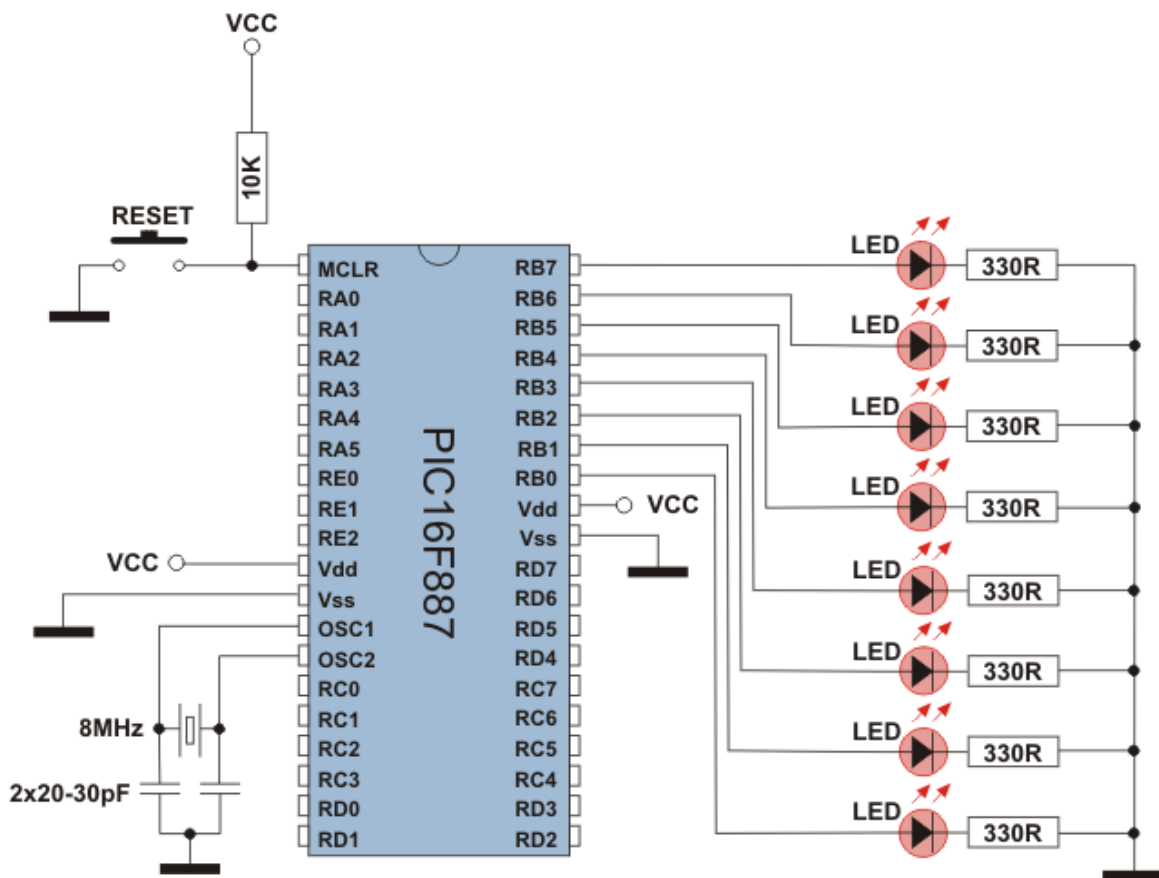 VCC
10K
RESET
MCLR
RA0
RA1
RA2
RA3
RA4
RA5
RE0
RE1
RE2
Vdd
Vss
OSC1
OSC2
RC0
RC1
RC2
RC3
RD0
RD1
PIC16F887
RB7
RB6
RB5
RB4
RB3
RB2
RB1
RB0
Vdd
Vss
RD7
RD6
RD5
RD4
RC7
RC6
RC5
RC4
RD3
RD2
VCC
VCC
8MHz
2x20-30pF
LED 330R
LED 330R
LED 330R
LED 330R
LED 330R
LED 330R
LED 330R
LED 330R